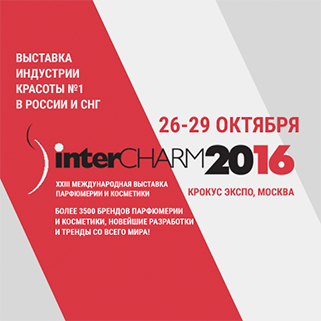 ВЫСТАВКА
ИНДУСТРИИ
КРАСОТЫ №1
В РОССИИ И СНГ
26-29 ОКТЯБРЯ
interCHARM2016
XXIII МЕЖДУНАРОДНАЯ ВЫСТАВКА
ПАРФЮМЕРИИ И КОСМЕТИКИ
КРОКУС ЭКСПО, МОСКВА
БОЛЕЕ 3500 БРЕНДОВ ПАРФЮМЕРИИ
И КОСМЕТИКИ, НОВЕЙШИЕ РАЗРАБОТКИ
И ТРЕНДЫ СО ВСЕГО МИРА!